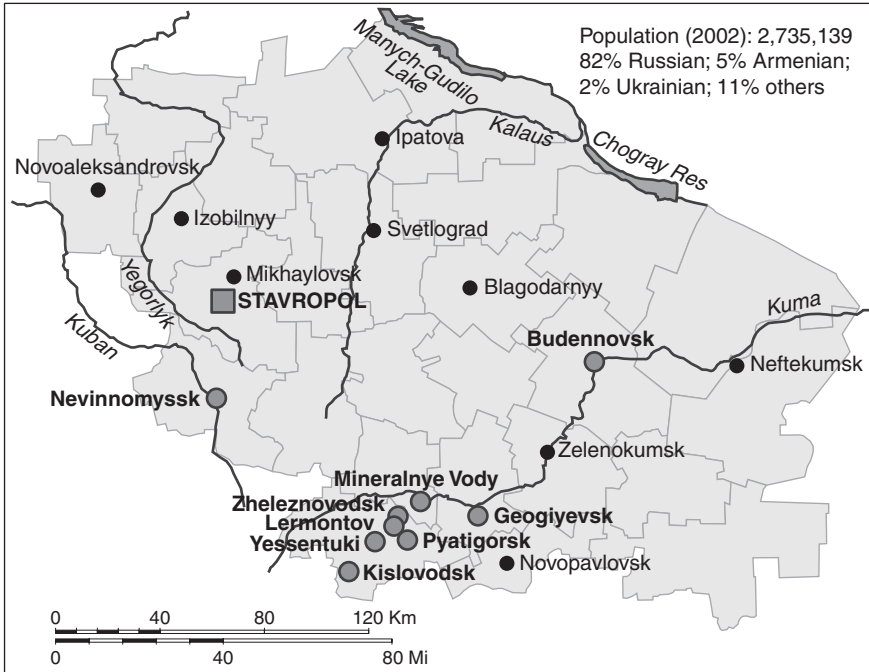 Population (2002): 2,735,139
82% Russian; 5% Armenian;
2% Ukrainian; 11% others
Manych-Gudilo
Lake
Ipatova
Kalaus
Chogray Res
Novoaleksandrovsk
Izobilnyy
Svetlograd
Mikhaylovsk
STAVROPOL
Blagodarnyy
Yegorlyk
Kuban
Kuma
Budennovsk
Neftekumsk
Nevinnomyssk
Zelenokumsk
Mineralnye Vody
Zheleznovodsk
Lermontov
Geogiyevsk
Yessentuki
Pyatigorsk
Novopavlovsk
Kislovodsk
0 40 80 120 Km
0 40 80 Mi